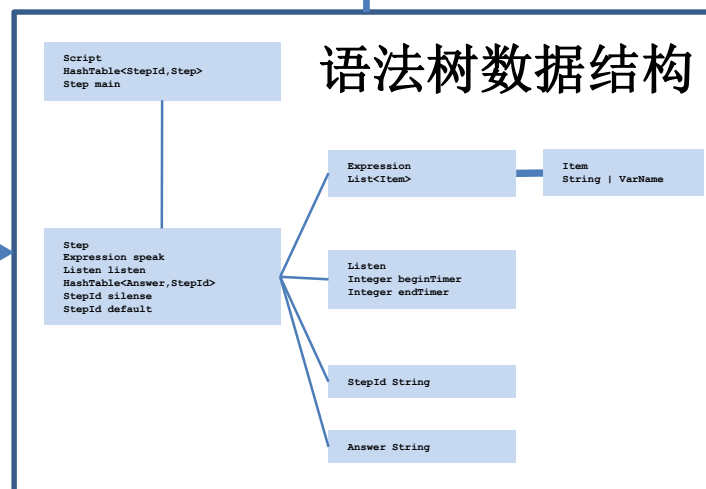 语法树数据结构
Script
HashTable<StepId,Step>
Step main
Expression
List<Item>
Item
String | VarName
Step
Expression speak
Listen listen
HashTable<Answer,StepId>
StepId silense
StepId default
Listen
Integer beginTimer
Integer endTimer
StepId String
Answer String